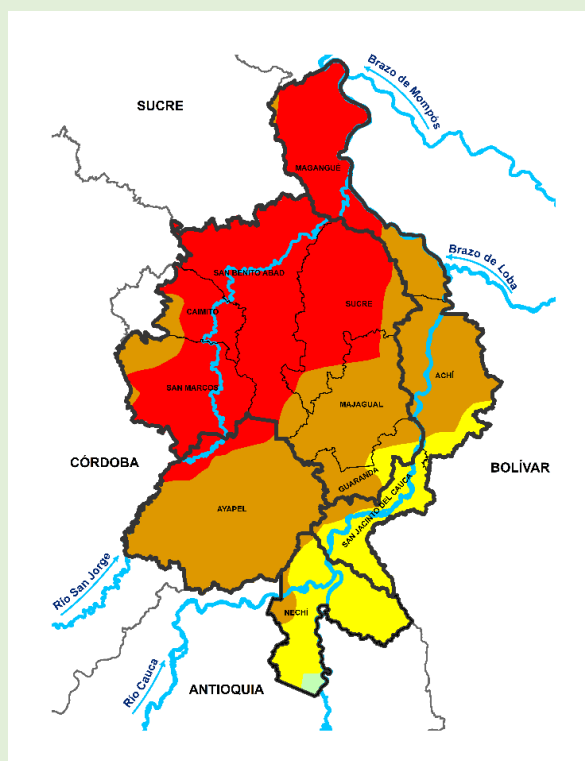 SUCRE
Brazo de Mompós
MAGANGUE
Brazo de Loba
SAN BENITO ABAD
CAIMITO
SUCRE
ACHÍ
SAN MARCOS
MAJAGUAL
CÓRDOBA
BOLÍVAR
GUARANDA
SAN JACINTO DEL CAUCA
AYAPEL
Río San Jorge
NECHÍ
Río Cauca
ANTIOQUIA